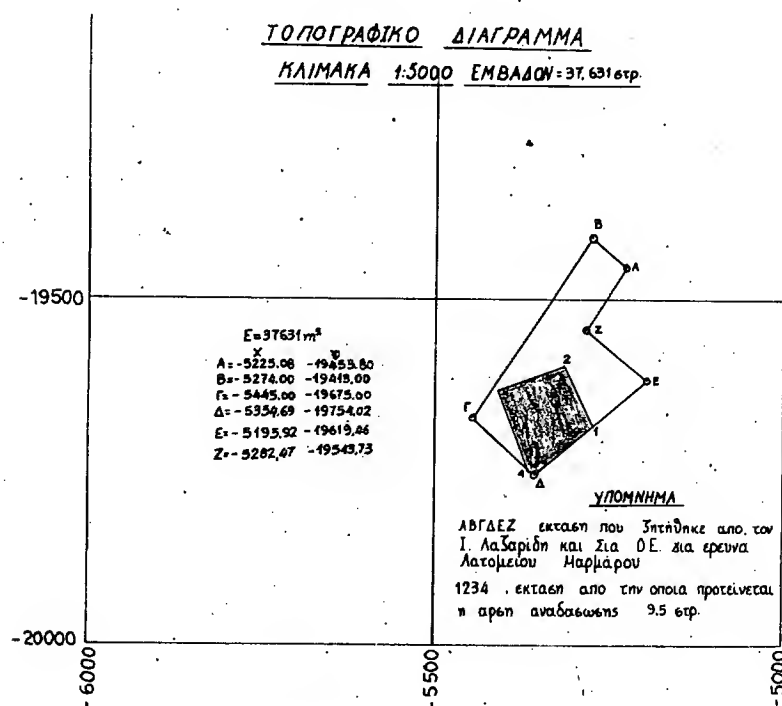 ΤΟΠΟΓΡΑΦΙΚΟ ΔΙΑΓΡΑΜΜΑ
ΚΛΙΜΑΚΑ 1:5000 ΕΜΒΑΔΟΝ=37,631 στρ.
Β
Α
-19500
Ζ
Ε=37631 m²
Χ Ψ
Α=-5225.08 -19453.80
Β=-5274.00 -19413,00
Γ=-5445.00 -19675.00
Δ=-5354,69 -19754,02
Ε=-5195,92 -19619,46
Ζ=-5282,47 -19543,73
2
Ε
Γ
1
4
Δ
ΥΠΟΜΝΗΜΑ
ΑΒΓΔΕΖ εκταση που ζητήθηκε απο τον
Ι. Λαζαρίδη και Σια Ο.Ε. για ερευνα
Λατομείου Μαρμάρου
1234 . εκταση απο την οποια προτείνεται
η αρση αναδασωσης 9.5 στρ.
-20000
-6000
-5500
-5000